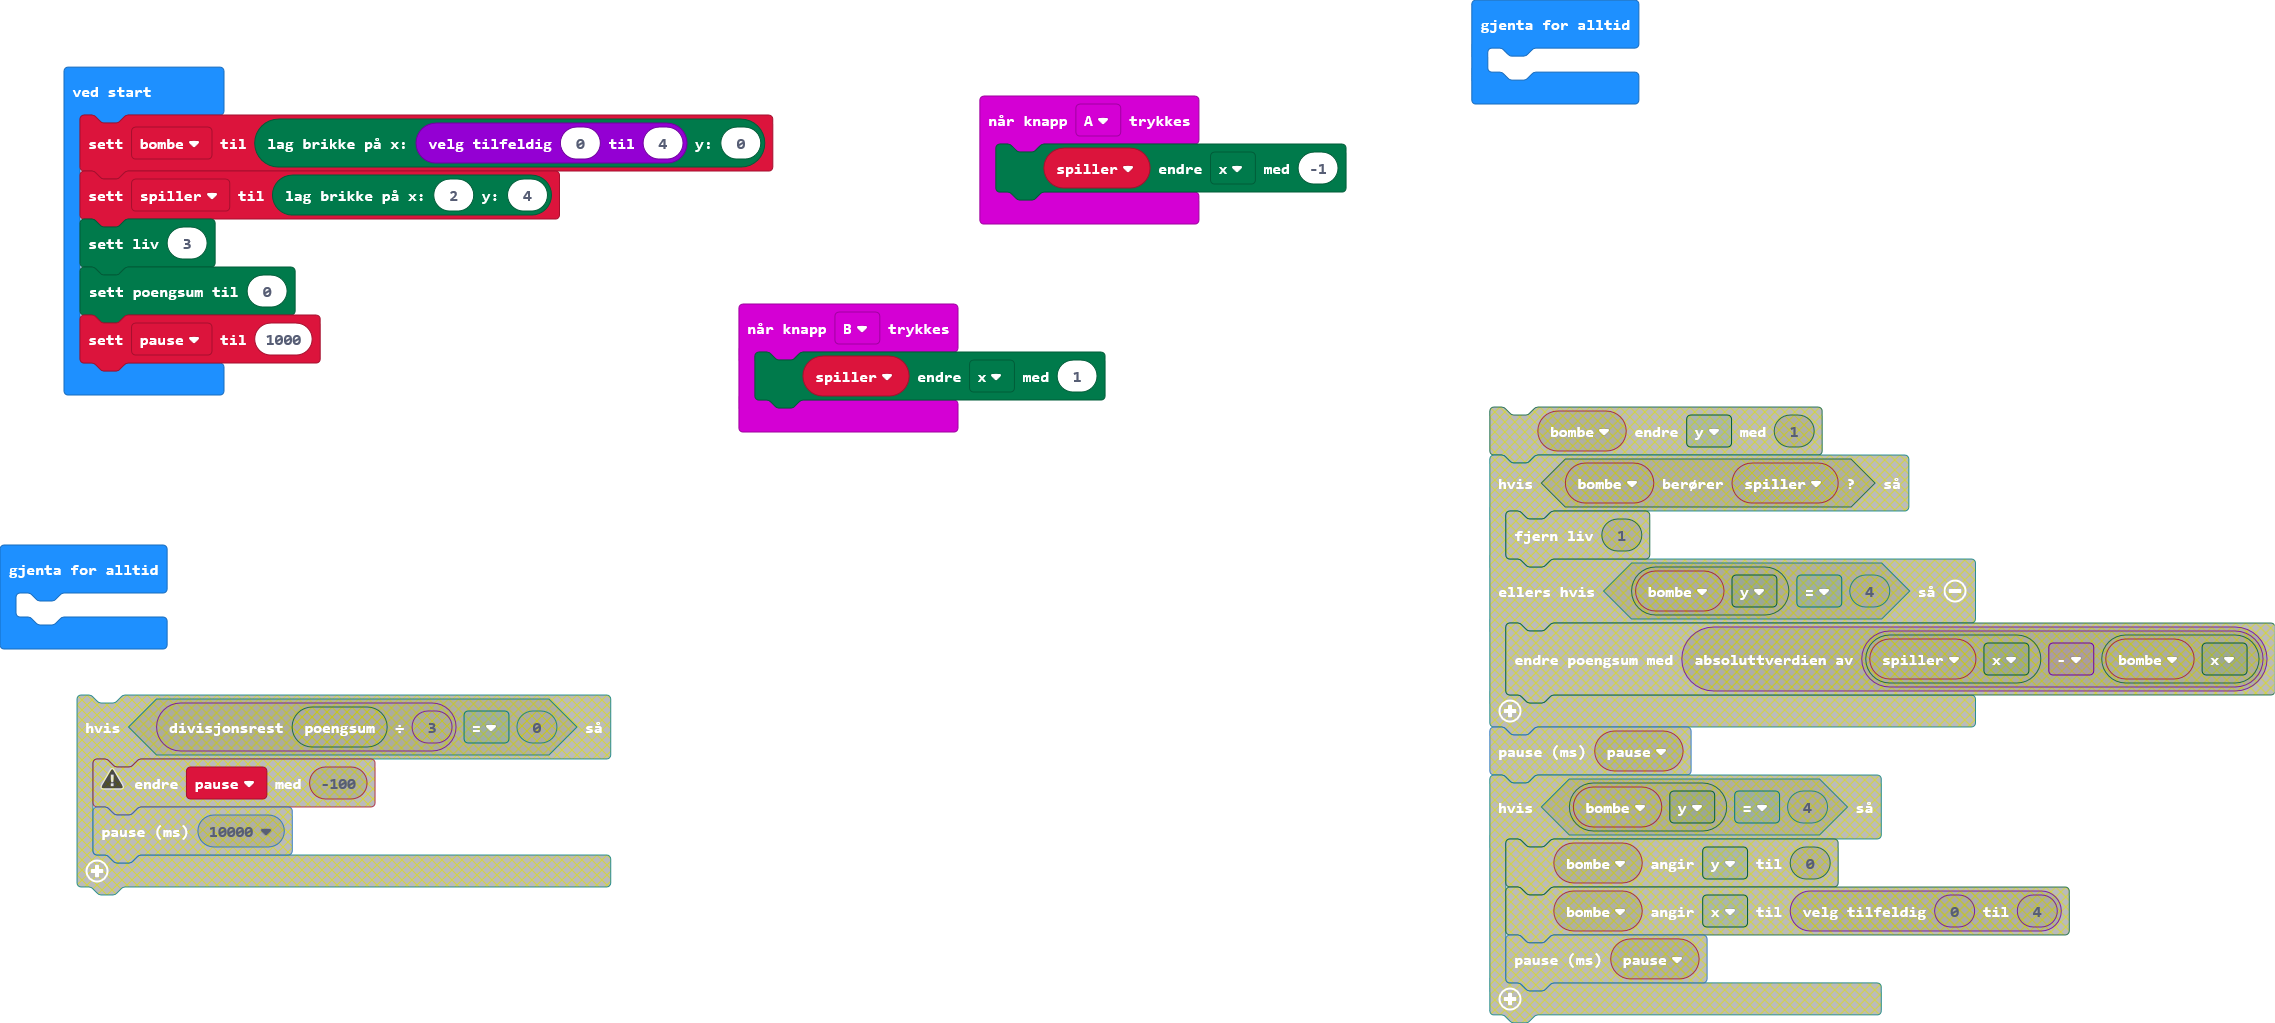 ved start
sett bombe til lag brikke på x: velg tilfeldig 0 til 4 y: 0
sett spiller til lag brikke på x: 2 y: 4
sett liv 3
sett poengsum til 0
sett pause til 1000
når knapp A trykkes
spiller endre x med -1
når knapp B trykkes
spiller endre x med 1
gjenta for alltid
gjenta for alltid
hvis divisjonsrest poengsum ÷ 3 = 0 så
endre pause med -100
pause (ms) 10000
bombe endre y med 1
hvis bombe berører spiller ? så
fjern liv 1
ellers hvis bombe y = 4 så
endre poengsum med absoluttverdien av spiller x - bombe x
pause (ms) pause
hvis bombe y = 4 så
bombe angir y til 0
bombe angir x til velg tilfeldig 0 til 4
pause (ms) pause